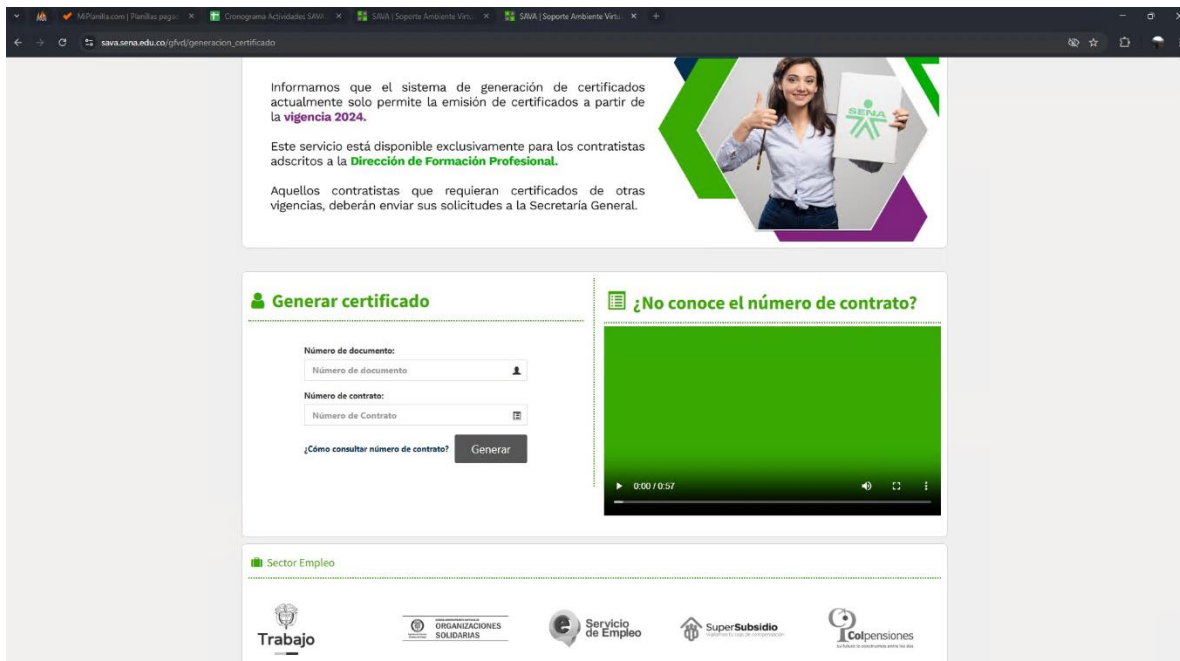 MiPlanilla.com | Planillas pagad
Cronograma Actividades SAVA
SAVA | Soporte Ambiente Virtu
SAVA | Soporte Ambiente Virtu
sava.sena.edu.co/gfvd/generacion_certificado
Informamos que el sistema de generación de certificados
actualmente solo permite la emisión de certificados a partir de
la vigencia 2024.
Este servicio está disponible exclusivamente para los contratistas
adscritos a la Dirección de Formación Profesional.
Aquellos contratistas que requieran certificados de otras
vigencias, deberán enviar sus solicitudes a la Secretaría General.
SENA
Generar certificado
Número de documento:
Número de documento
Número de contrato:
Número de Contrato
¿Cómo consultar número de contrato?
Generar
¿No conoce el número de contrato?
0:00 / 0:57
Sector Empleo
Trabajo
ORGANIZACIONES
SOLIDARIAS
Servicio
de Empleo
SuperSubsidio
Colpensiones